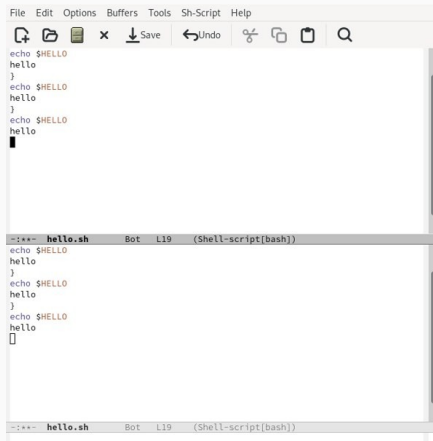 File Edit Options Buffers Tools Sh-Script Help
Save Undo
echo $HELLO
hello
}
echo $HELLO
hello
}
echo $HELLO
hello
-:**- hello.sh Bot L19 (Shell-script[bash])
echo $HELLO
hello
}
echo $HELLO
hello
}
echo $HELLO
hello
-:**- hello.sh Bot L19 (Shell-script[bash])